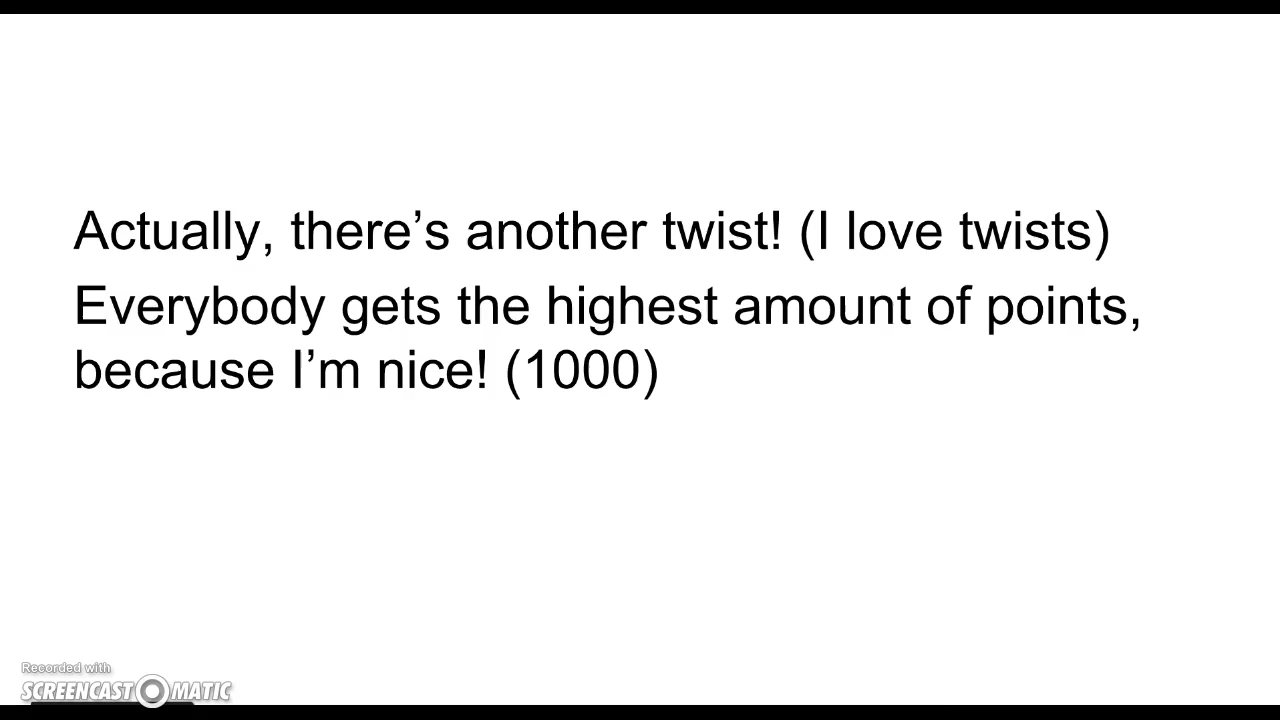 Actually, there’s another twist! (I love twists)
Everybody gets the highest amount of points,
because I’m nice! (1000)
Recorded with
SCREENCAST MATIC